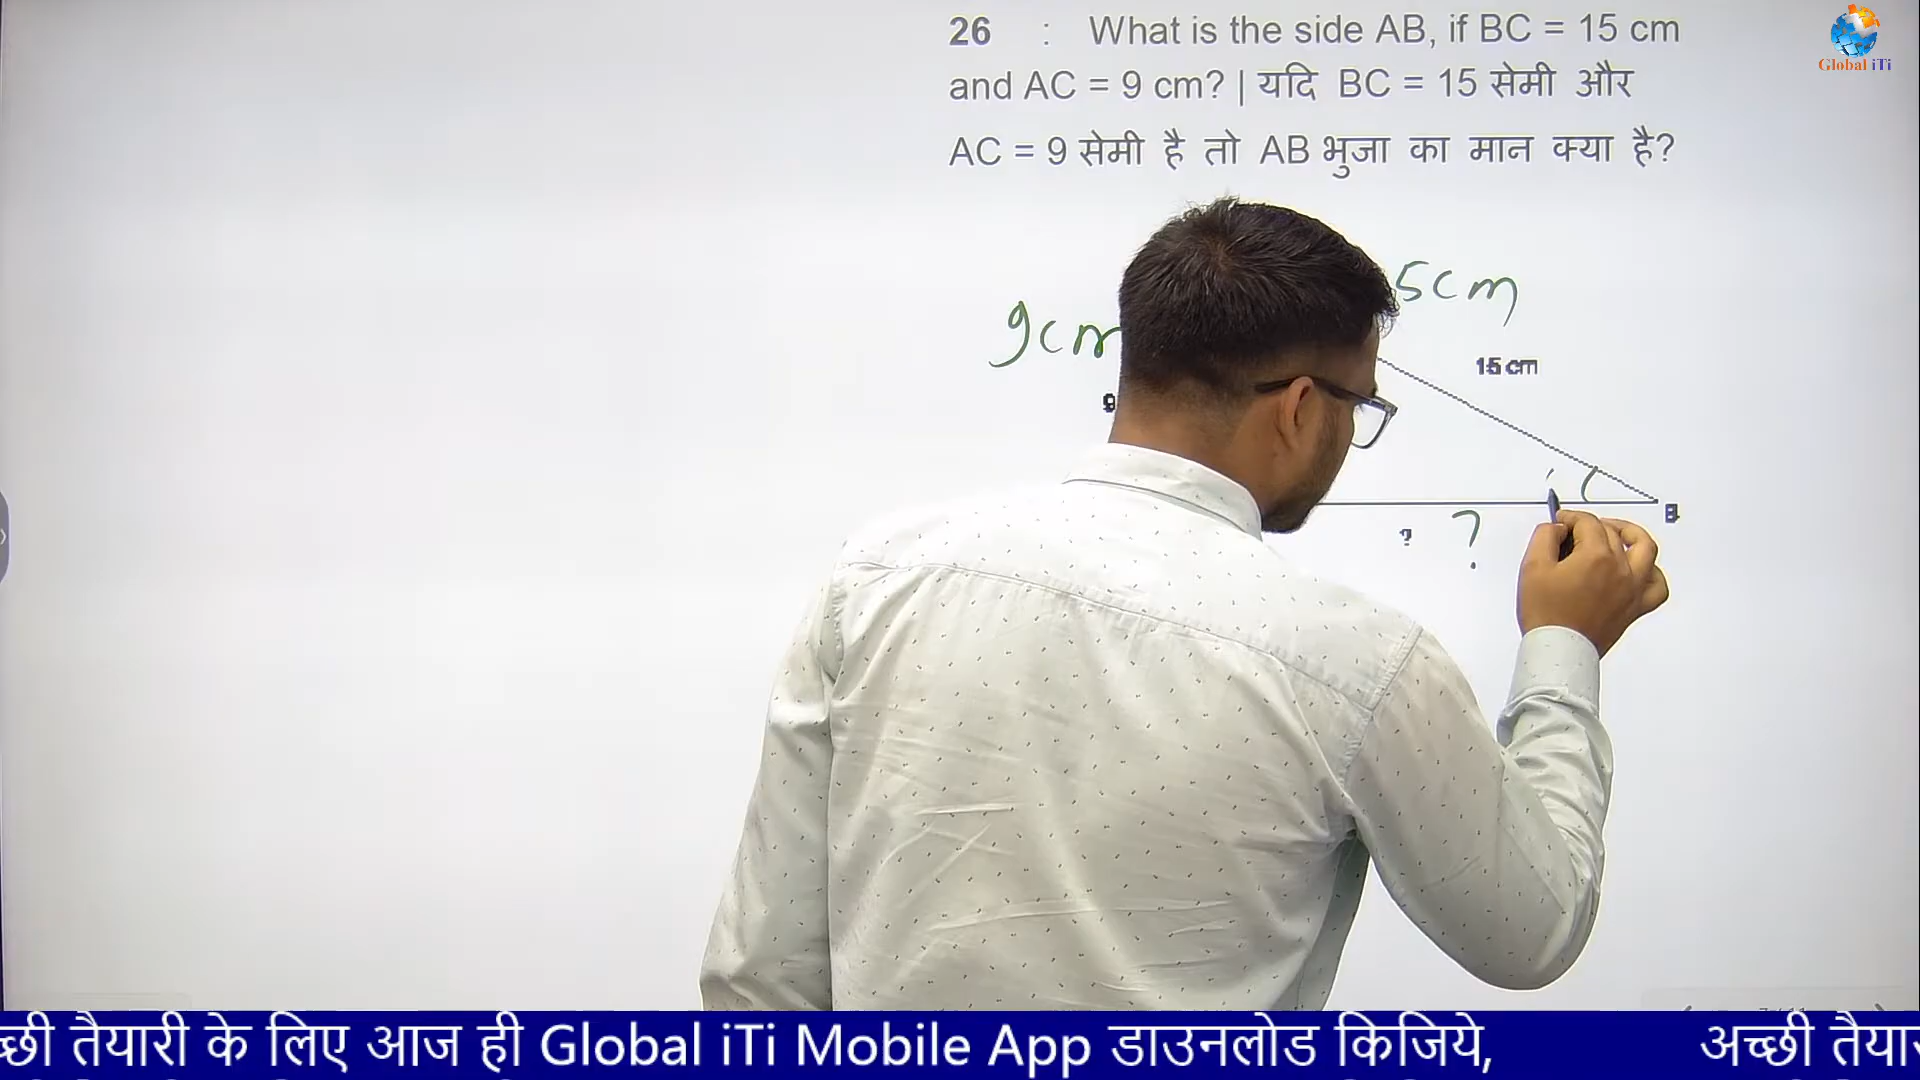 26 : What is the side AB, if BC = 15 cm
and AC = 9 cm? | यदि BC = 15 सेमी और
AC = 9 सेमी है तो AB भुजा का मान क्या है?
Global iTi
5cm
9cm
15 cm
9
B
?
?
तैयारी के लिए आज ही Global iTi Mobile App डाउनलोड किजिये,
अच्छी